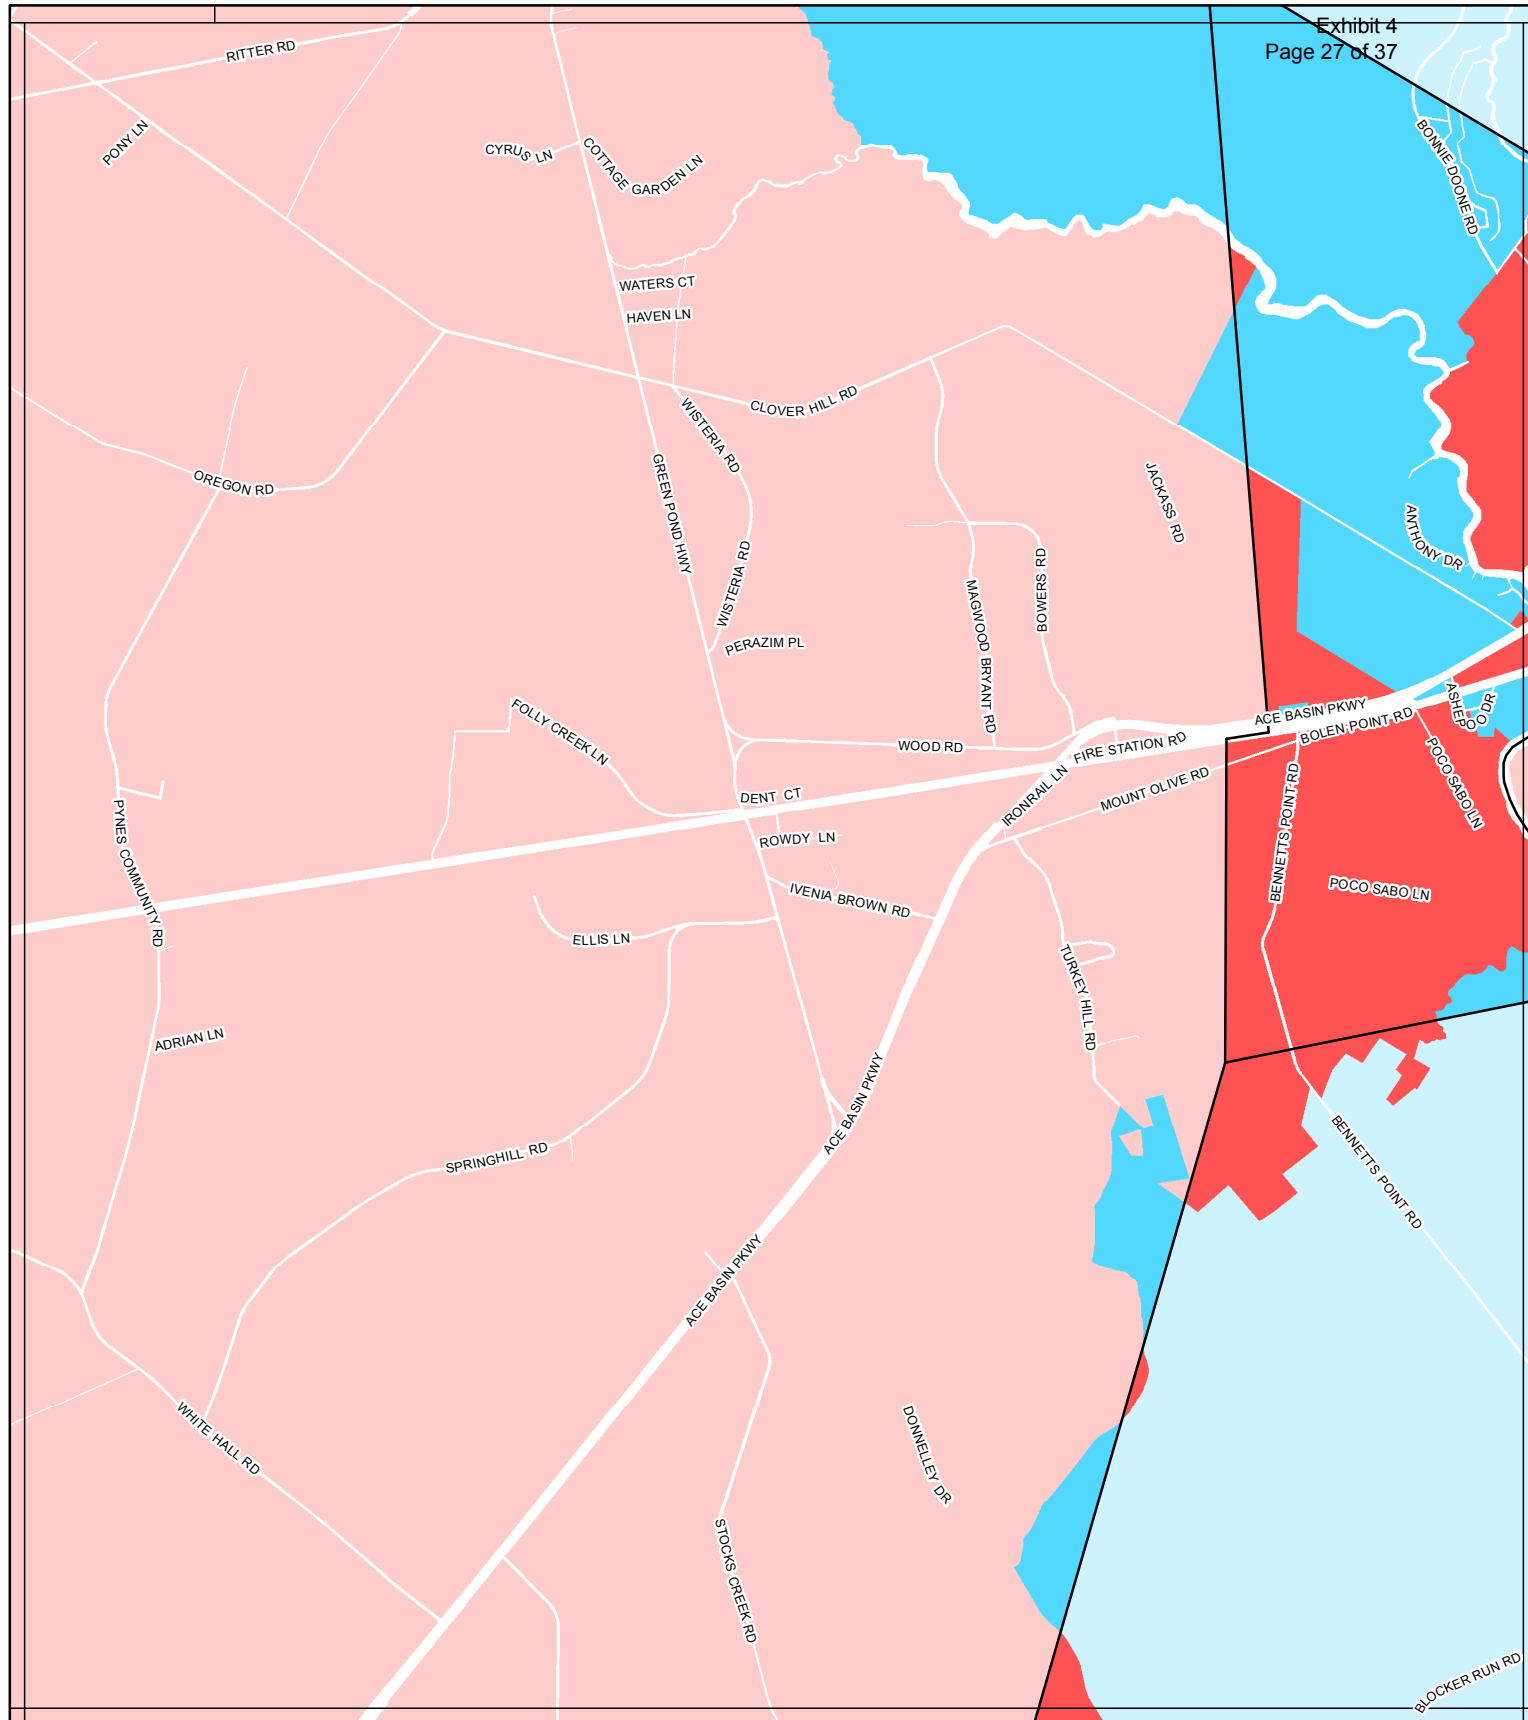 Exhibit 4
Page 27 of 37
RITTER RD
PONY LN
CYRUS LN
COTTAGE GARDEN LN
BONNIE DOONE RD
WATERS CT
HAVEN LN
CLOVER HILL RD
WISTERIA RD
OREGON RD
GREEN POND HWY
JACKASS RD
ANTHONY DR
WISTERIA RD
MAGWOOD BRYANT RD
BOWERS RD
PERAZIM PL
FOLLY CREEK LN
WOOD RD
FIRE STATION RD
ACE BASIN PKWY
BOLEN POINT RD
ASHEPOO DR
POCO SABO LN
DENT CT
IRONRAIL LN
MOUNT OLIVE RD
BENNETTS POINT RD
PYNES COMMUNITY RD
ROWDY LN
IVENIA BROWN RD
POCO SABO LN
ELLIS LN
TURKEY HILL RD
ADRIAN LN
ACE BASIN PKWY
SPRINGHILL RD
BENNETTS POINT RD
ACE BASIN PKWY
WHITE HALL RD
DONNELLEY DR
STOCKS CREEK RD
BLOCKER RUN RD